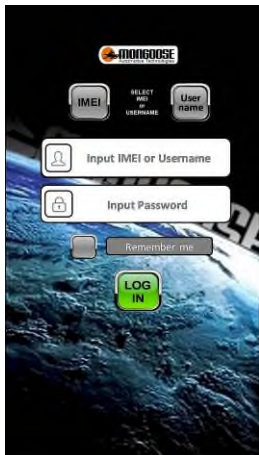 MONGOOSE
Automotive Technologies
IMEI
SELECT
IMEI
or
USERNAME
User
name
Input IMEI or Username
Input Password
Remember me
LOG
IN